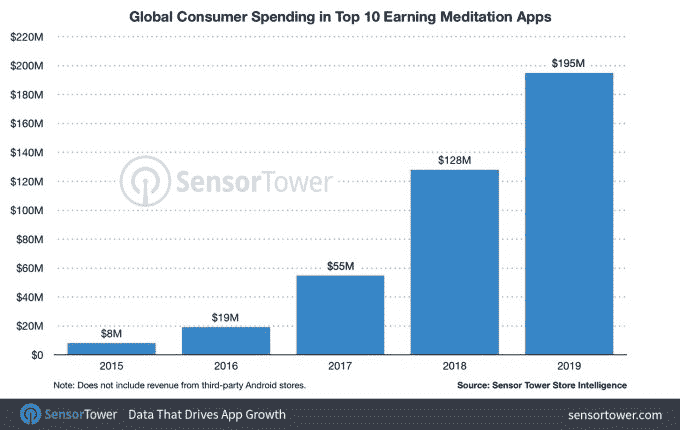 Global Consumer Spending in Top 10 Earning Meditation Apps
$220M
$200M
$180M
$160M
$140M
$120M
$100M
$80M
$60M
$40M
$20M
$0
$8M
$19M
$55M
$128M
$195M
SensorTower
2015 2016 2017 2018 2019
Note: Does not include revenue from third-party Android stores. Source: Sensor Tower Store Intelligence
SensorTower Data That Drives App Growth sensortower.com